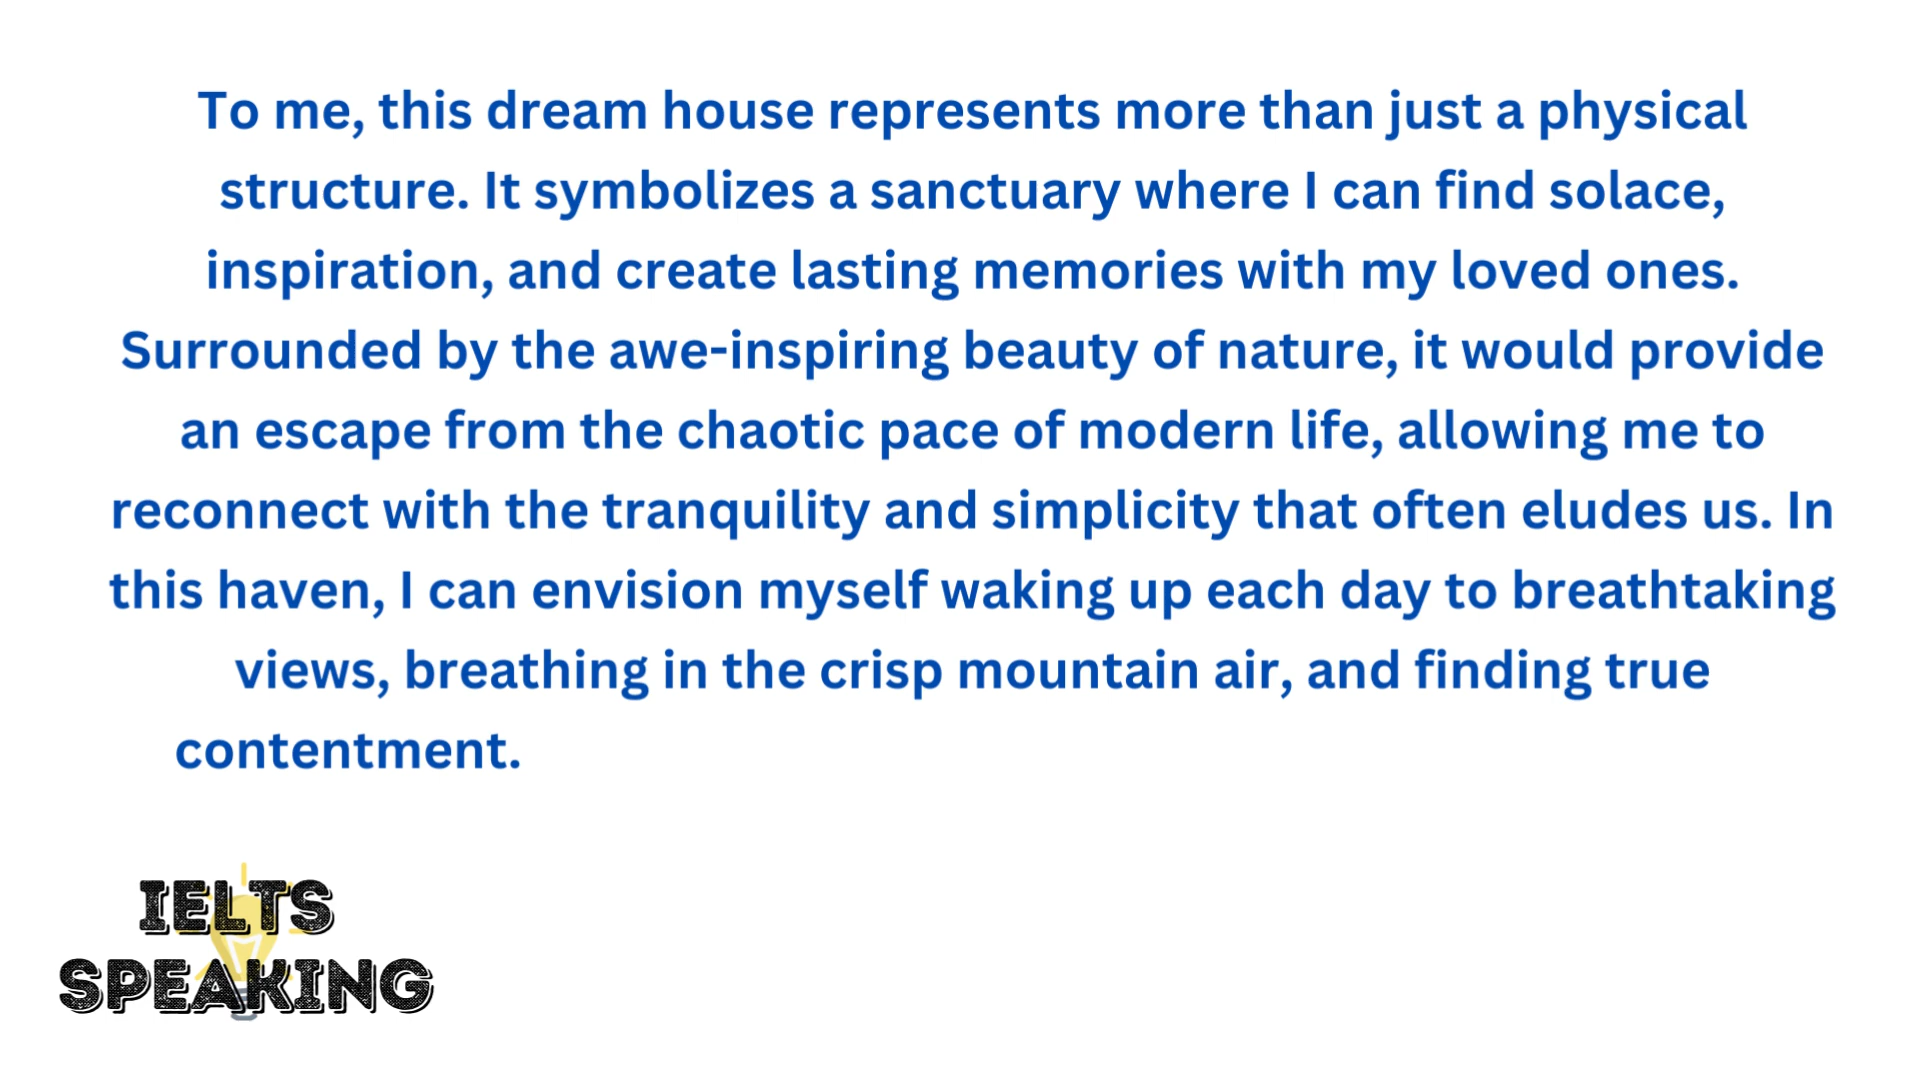 To me, this dream house represents more than just a physical
structure. It symbolizes a sanctuary where I can find solace,
inspiration, and create lasting memories with my loved ones.
Surrounded by the awe-inspiring beauty of nature, it would provide
an escape from the chaotic pace of modern life, allowing me to
reconnect with the tranquility and simplicity that often eludes us. In
this haven, I can envision myself waking up each day to breathtaking
views, breathing in the crisp mountain air, and finding true
contentment.
IELTS
SPEAKING